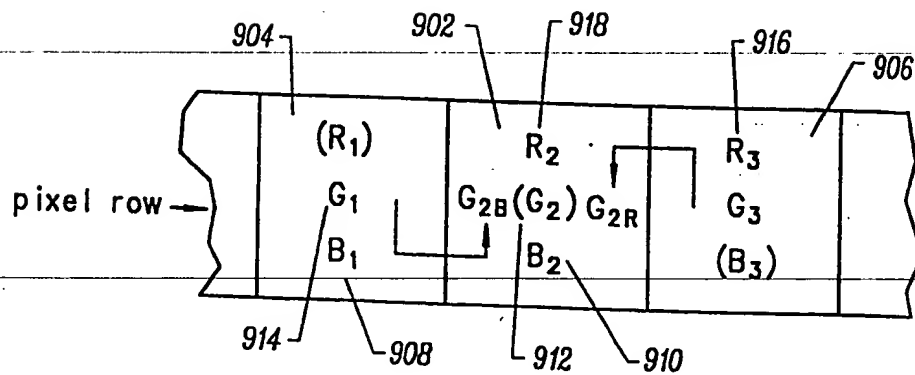 904 902 918 916 906
(R₁) R₂ R₃
pixel row G₁ G₂B(G₂) G₂R G₃
B₁ B₂ (B₃)
914 908 912 910